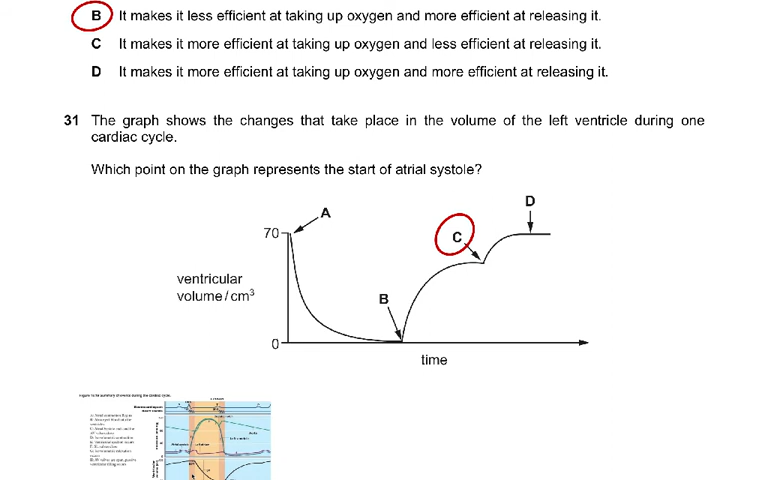 B It makes it less efficient at taking up oxygen and more efficient at releasing it.
C It makes it more efficient at taking up oxygen and less efficient at releasing it.
D It makes it more efficient at taking up oxygen and more efficient at releasing it.
31 The graph shows the changes that take place in the volume of the left ventricle during one
cardiac cycle.
Which point on the graph represents the start of atrial systole?
D
A
70
C
ventricular
volume / cm³
B
0
time